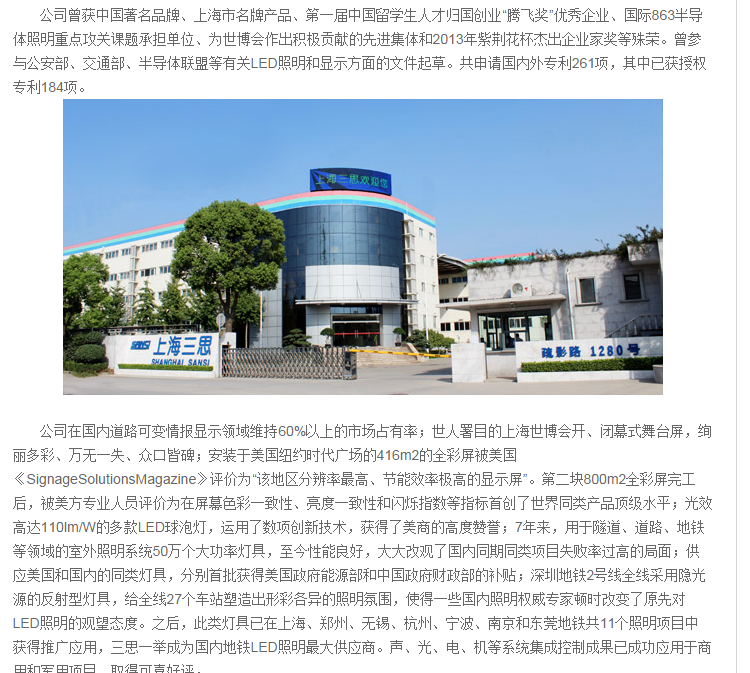 公司曾获中国著名品牌、上海市名牌产品、第一届中国留学生人才归国创业“腾飞奖”优秀企业、国际863半导
体照明重点攻关课题承担单位、为世博会作出积极贡献的先进集体和2013年紫荆花杯杰出企业家奖等殊荣。曾参
与公安部、交通部、半导体联盟等有关LED照明和显示方面的文件起草。共申请国内外专利261项，其中已获授权
专利184项。
上海三思欢迎您
SANSI 上海三思
SHANGHAI SANSI
疏影路 1280 号
公司在国内道路可变情报显示领域维持60%以上的市场占有率；世人署目的上海世博会开、闭幕式舞台屏，绚
丽多彩、万无一失、众口皆碑；安装于美国纽约时代广场的416m2的全彩屏被美国
《SignageSolutionsMagazine》评价为“该地区分辨率最高、节能效率极高的显示屏”。第二块800m2全彩屏完工
后，被美方专业人员评价为在屏幕色彩一致性、亮度一致性和闪烁指数等指标首创了世界同类产品顶级水平；光效
高达110lm/W的多款LED球泡灯，运用了数项创新技术，获得了美商的高度赞誉；7年来，用于隧道、道路、地铁
等领域的室外照明系统50万个大功率灯具，至今性能良好，大大改观了国内同期同类项目失败率过高的局面；供
应美国和国内的同类灯具，分别首批获得美国政府能源部和中国政府财政部的补贴；深圳地铁2号线全线采用隐光
源的反射型灯具，给全线27个车站塑造出形彩各异的照明氛围，使得一些国内照明权威专家顿时改变了原先对
LED照明的观望态度。之后，此类灯具已在上海、郑州、无锡、杭州、宁波、南京和东莞地铁共11个照明项目中
获得推广应用，三思一举成为国内地铁LED照明最大供应商。声、光、电、机等系统集成控制成果已成功应用于商
用和军用项目，取得可喜好评。